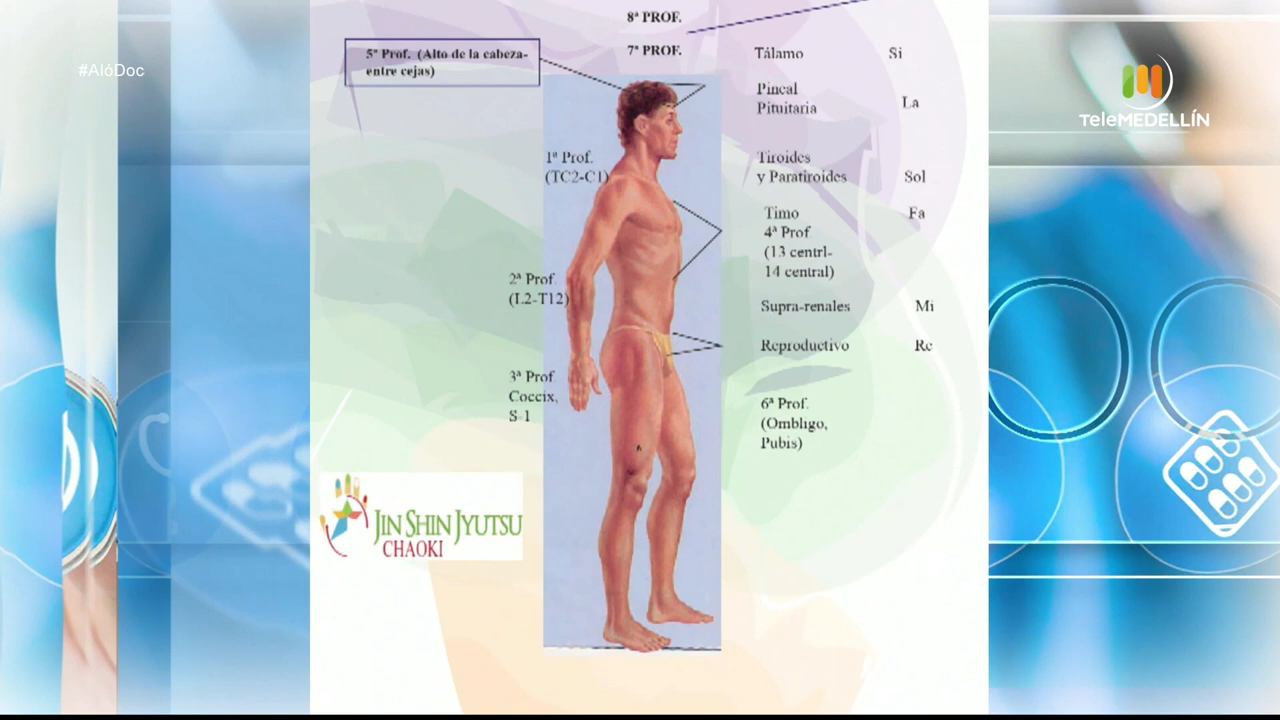 8ª PROF.
5ª Prof. (Alto de la cabeza-
entre cejas)
7ª PROF.
Tálamo Si
#AlóDoc
Pineal
Pituitaria La
TeleMEDELLÍN
1ª Prof.
(TC2-C1)
Tiroides
y Paratiroides Sol
Timo Fa
4ª Prof
(13 centrl-
14 central)
2ª Prof.
(L2-T12)
Supra-renales Mi
Reproductivo Re
3ª Prof
Coccix,
S-1
6ª Prof.
(Ombligo,
Pubis)
JIN SHIN JYUTSU
CHAOKI